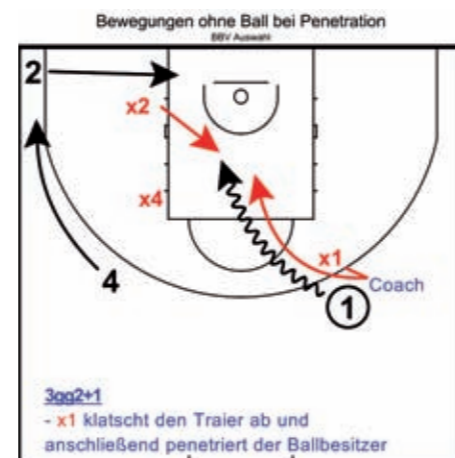 Bewegungen ohne Ball bei Penetration
BBV Auswahl
2
x2
x4
4
x1
Coach
1
3gg2+1
- x1 klatscht den Traier ab und
anschließend penetriert der Ballbesitzer